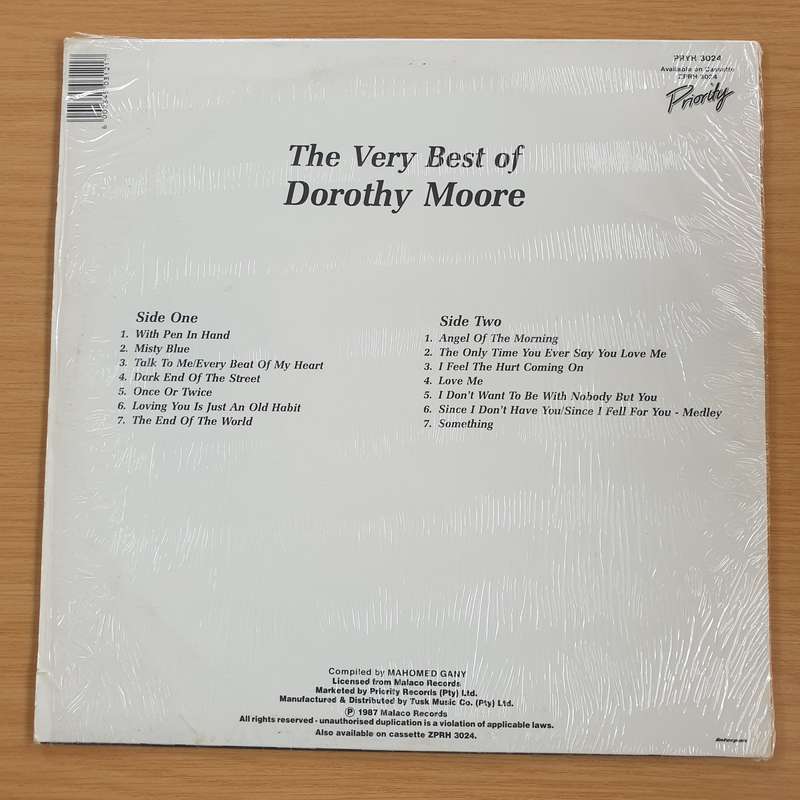 PRYH 3024
Available on Cassette
ZPRH 3024
Priority
The Very Best of
Dorothy Moore
Side One
1. With Pen In Hand
2. Misty Blue
3. Talk To Me/Every Beat Of My Heart
4. Dark End Of The Street
5. Once Or Twice
6. Loving You Is Just An Old Habit
7. The End Of The World
Side Two
1. Angel Of The Morning
2. The Only Time You Ever Say You Love Me
3. I Feel The Hurt Coming On
4. Love Me
5. I Don't Want To Be With Nobody But You
6. Since I Don't Have You/Since I Fell For You - Medley
7. Something
Compiled by MAHOMED GANY
Licensed from Malaco Records
Marketed by Priority Records (Pty) Ltd.
Manufactured & Distributed by Tusk Music Co. (Pty) Ltd.
Ⓟ 1987 Malaco Records
All rights reserved - unauthorised duplication is a violation of applicable laws.
Also available on cassette ZPRH 3024.